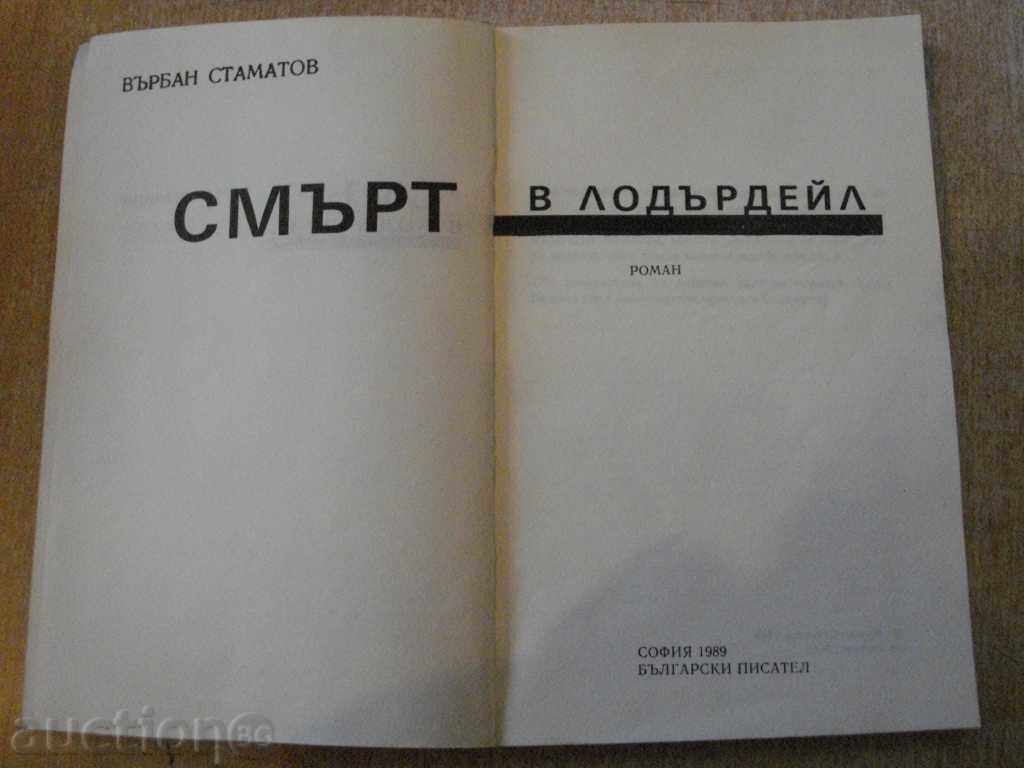 ВЪРБАН СТАМАТОВ
СМЪРТ В ЛОДЪРДЕЙЛ
РОМАН
СОФИЯ 1989
БЪЛГАРСКИ ПИСАТЕЛ
auction BG